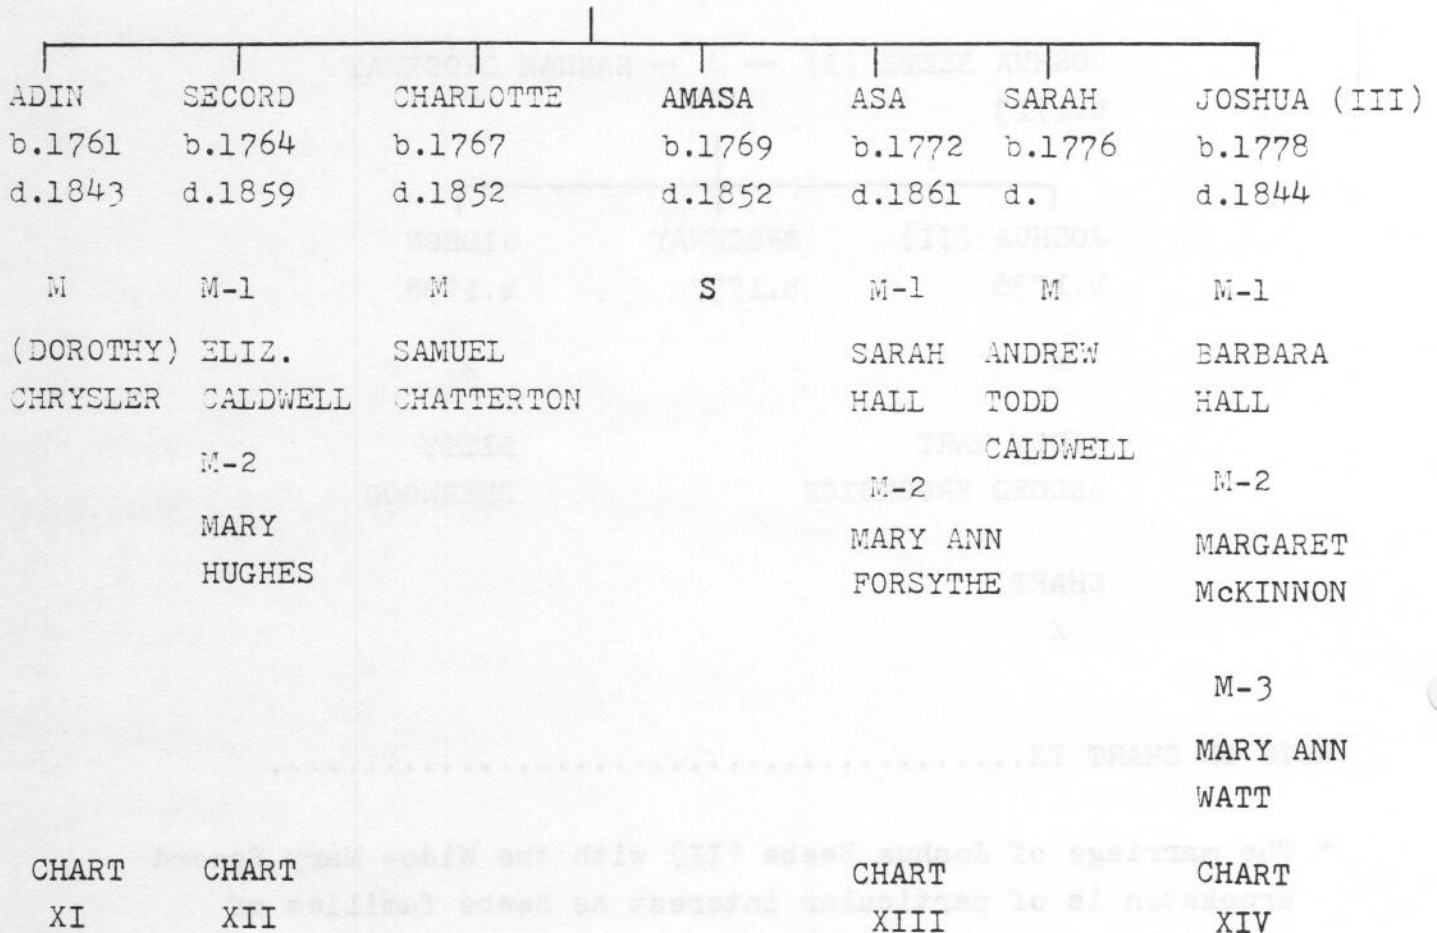 ADIN SECORD CHARLOTTE AMASA ASA SARAH JOSHUA (III)
b.1761 b.1764 b.1767 b.1769 b.1772 b.1776 b.1778
d.1843 d.1859 d.1852 d.1852 d.1861 d. d.1844
M M-1 M S M-1 M M-1
(DOROTHY) ELIZ. SAMUEL SARAH ANDREW BARBARA
CHRYSLER CALDWELL CHATTERTON HALL TODD HALL
CALDWELL
M-2 M-2 M-2
MARY MARY ANN MARGARET
HUGHES FORSYTHE McKINNON
M-3
MARY ANN
WATT
CHART CHART CHART CHART
XI XII XIII XIV